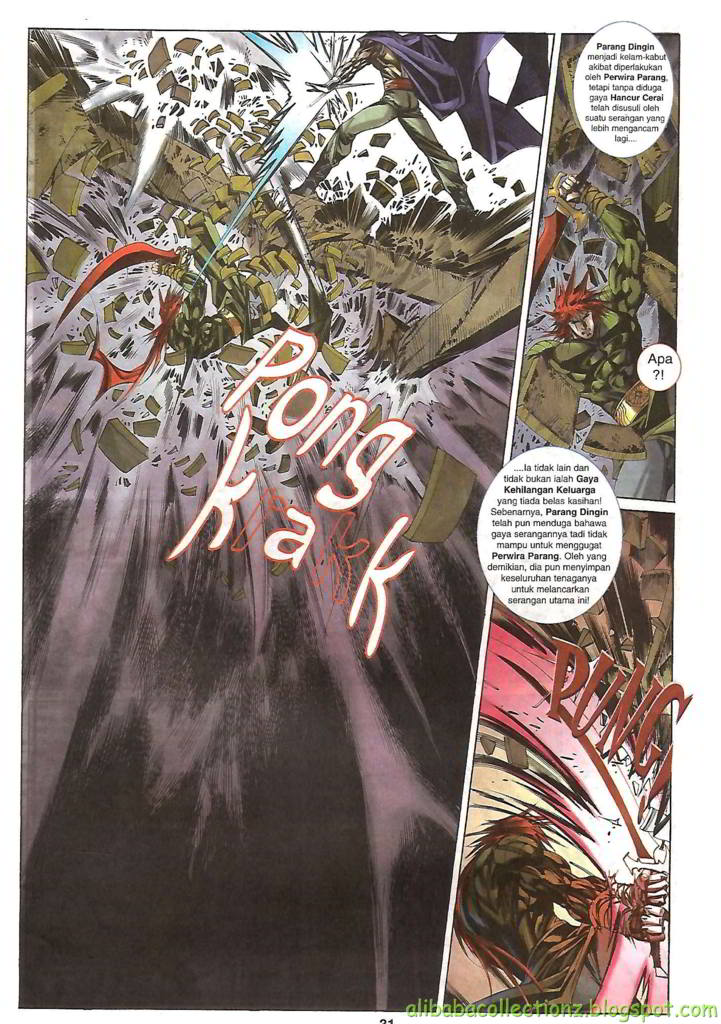 Parang Dingin
menjadi kelam-kabut
akibat diperlakukan
oleh Perwira Parang,
tetapi tanpa diduga
gaya Hancur Cerai
telah disusuli oleh
suatu serangan yang
lebih mengancam
lagi....
Apa
?!
Pong
Kraakk
....Ia tidak lain dan
tidak bukan ialah Gaya
Kehilangan Keluarga
yang tiada belas kasihan!
Sebenarnya, Parang Dingin
telah pun menduga bahawa
gaya serangannya tadi tidak
mampu untuk menggugat
Perwira Parang. Oleh yang
demikian, dia pun menyimpan
keseluruhan tenaganya
untuk melancarkan
serangan utama ini!
PUNG!
21
alibabacollectionz.blogspot.com